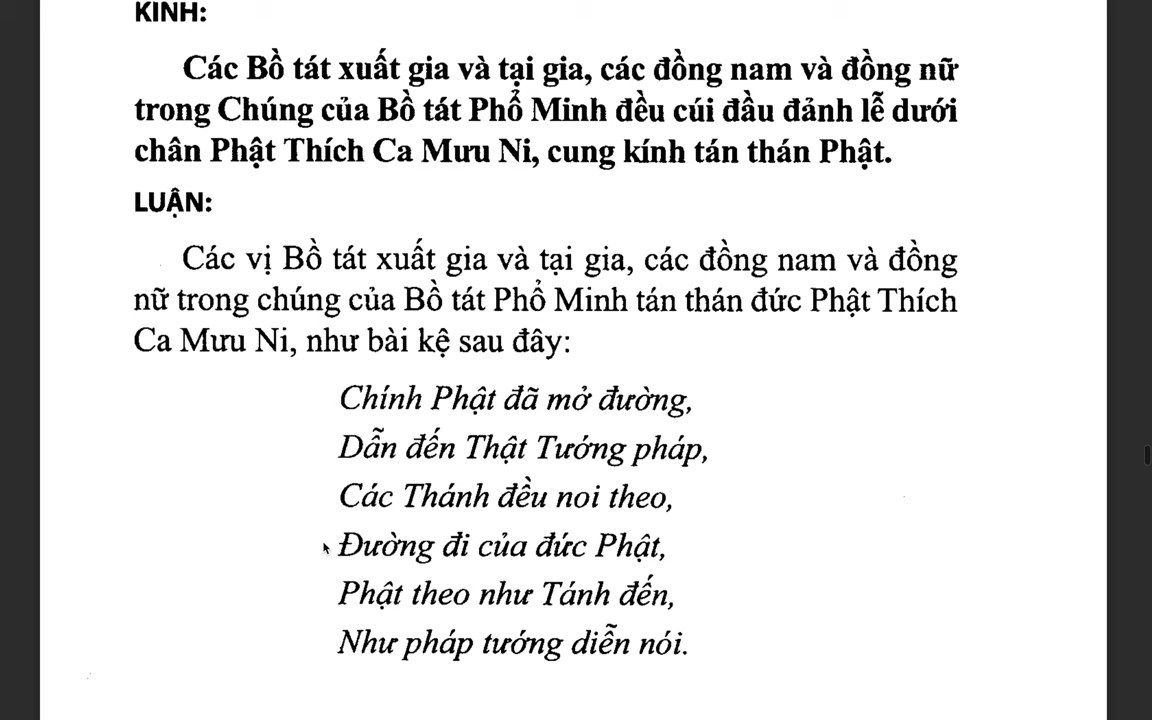 KINH:
Các Bồ tát xuất gia và tại gia, các đồng nam và đồng nữ
trong Chúng của Bồ tát Phổ Minh đều cúi đầu đảnh lễ dưới
chân Phật Thích Ca Mưu Ni, cung kính tán thán Phật.
LUẬN:
Các vị Bồ tát xuất gia và tại gia, các đồng nam và đồng
nữ trong chúng của Bồ tát Phổ Minh tán thán đức Phật Thích
Ca Mưu Ni, như bài kệ sau đây:
Chính Phật đã mở đường,
Dẫn đến Thật Tướng pháp,
Các Thánh đều noi theo,
Đường đi của đức Phật,
Phật theo như Tánh đến,
Như pháp tướng diễn nói.